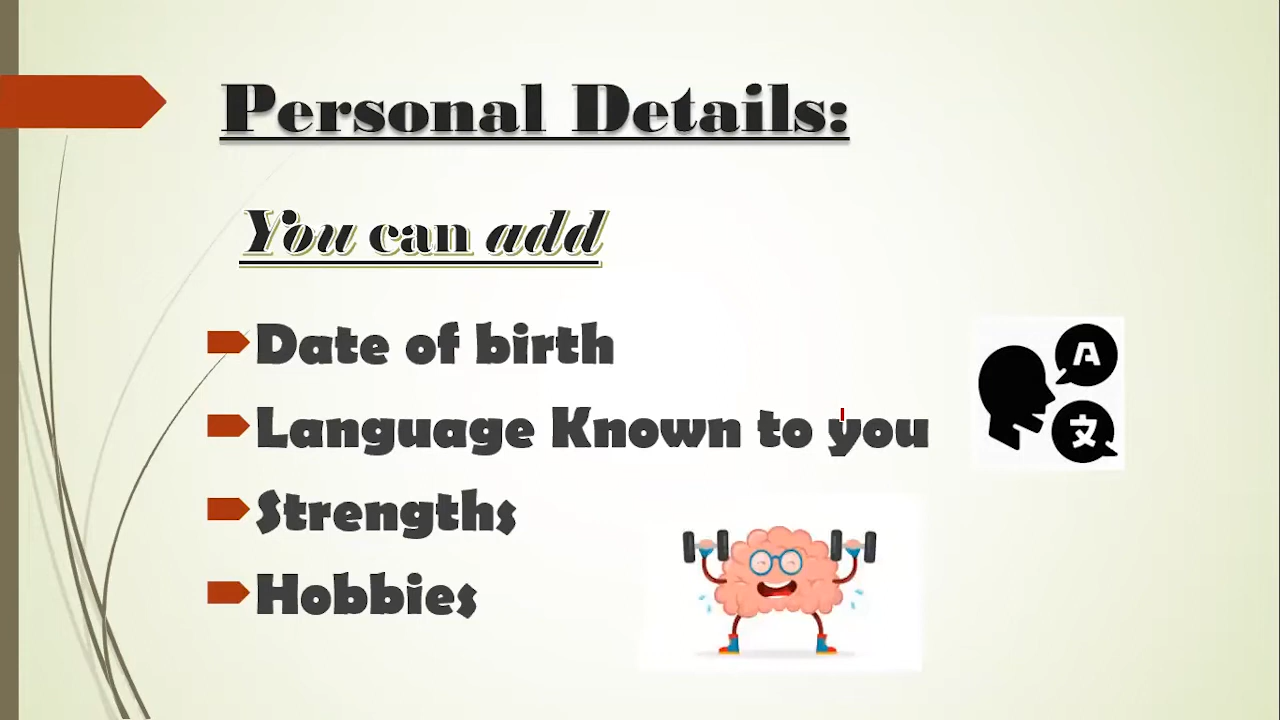 Personal Details:
You can add
Date of birth
Language Known to you
A
文
Strengths
Hobbies